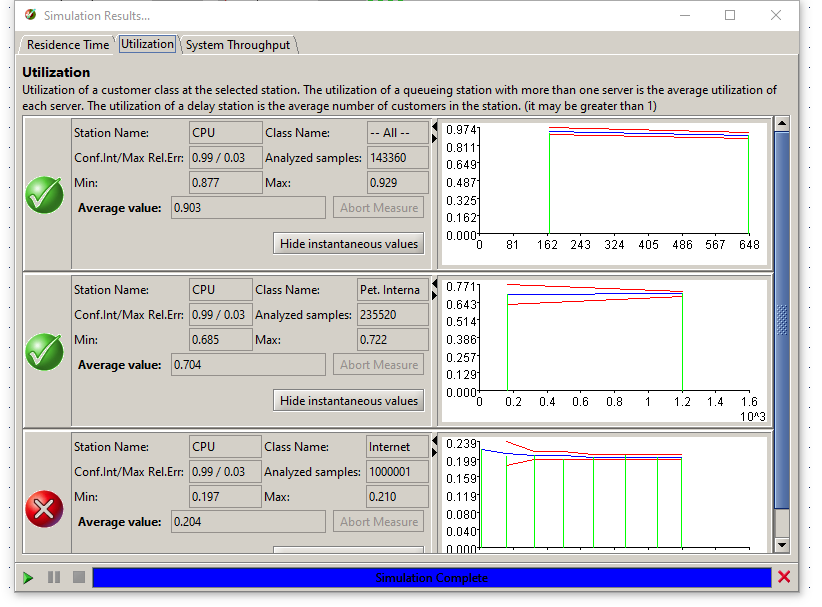 Simulation Results...
Residence Time Utilization System Throughput
Utilization
Utilization of a customer class at the selected station. The utilization of a queueing station with more than one server is the average utilization of
each server. The utilization of a delay station is the average number of customers in the station. (it may be greater than 1)
Station Name: CPU Class Name: -- All --
Conf.Int/Max Rel.Err: 0.99 / 0.03 Analyzed samples: 143360
Min: 0.877 Max: 0.929
Average value: 0.903 Abort Measure
Hide instantaneous values
0.974
0.811
0.649
0.487
0.325
0.162
0.000
0 81 162 243 324 405 486 567 648
Station Name: CPU Class Name: Pet. Interna
Conf.Int/Max Rel.Err: 0.99 / 0.03 Analyzed samples: 235520
Min: 0.685 Max: 0.722
Average value: 0.704 Abort Measure
Hide instantaneous values
0.771
0.643
0.514
0.386
0.257
0.129
0.000
0 0.2 0.4 0.6 0.8 1 1.2 1.4 1.6
10^3
Station Name: CPU Class Name: Internet
Conf.Int/Max Rel.Err: 0.99 / 0.03 Analyzed samples: 1000001
Min: 0.197 Max: 0.210
Average value: 0.204 Abort Measure
0.239
0.199
0.159
0.119
0.080
0.040
0.000
Simulation Complete